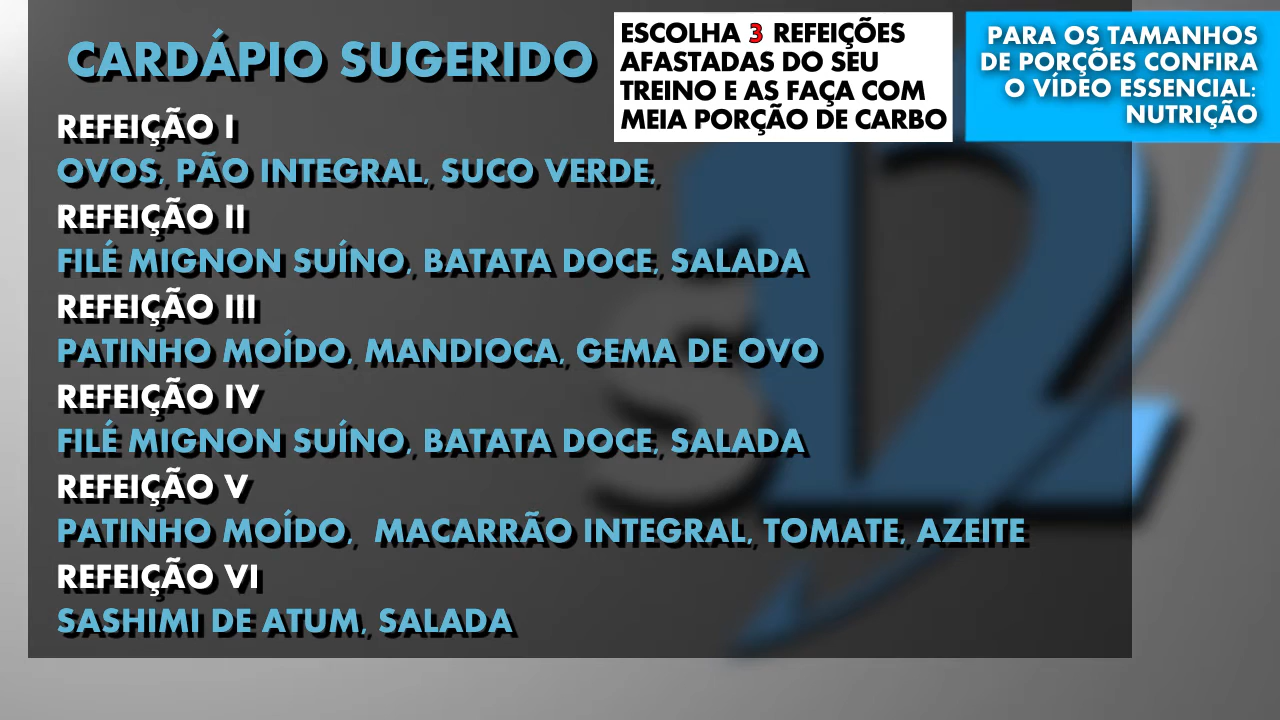 CARDÁPIO SUGERIDO
ESCOLHA 3 REFEIÇÕES
AFASTADAS DO SEU
TREINO E AS FAÇA COM
MEIA PORÇÃO DE CARBO
PARA OS TAMANHOS
DE PORÇÕES CONFIRA
O VÍDEO ESSENCIAL:
NUTRIÇÃO
REFEIÇÃO I
OVOS, PÃO INTEGRAL, SUCO VERDE,
REFEIÇÃO II
FILÉ MIGNON SUÍNO, BATATA DOCE, SALADA
REFEIÇÃO III
PATINHO MOÍDO, MANDIOCA, GEMA DE OVO
REFEIÇÃO IV
FILÉ MIGNON SUÍNO, BATATA DOCE, SALADA
REFEIÇÃO V
PATINHO MOÍDO,  MACARRÃO INTEGRAL, TOMATE, AZEITE
REFEIÇÃO VI
SASHIMI DE ATUM, SALADA